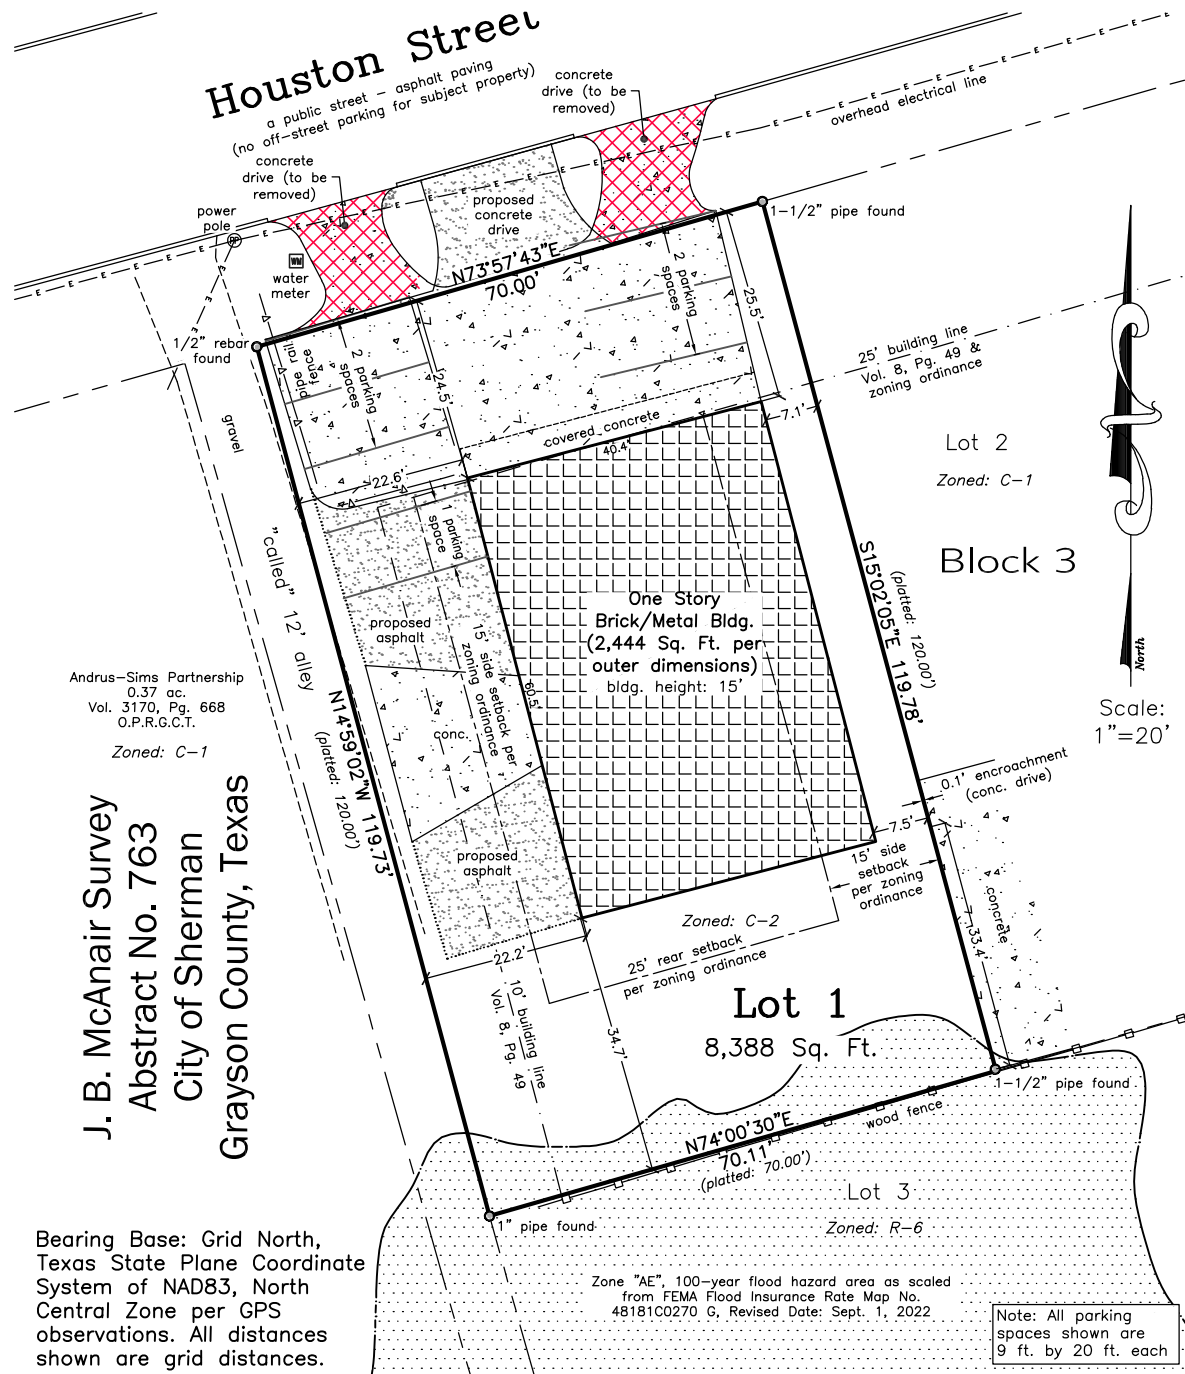 Houston Street
a public street – asphalt paving
(no off-street parking for subject property)
concrete
drive (to be
removed)
overhead electrical line
concrete
drive (to be
removed)
proposed
concrete
drive
power
pole
PP
WM
water
meter
1-1/2" pipe found
N73°57'43"E
70.00'
2 parking
spaces
25.5'
1/2" rebar
found
pipe rail
fence
2 parking
spaces
24.5'
25' building line
Vol. 8, Pg. 49 &
zoning ordinance
7.1'
covered concrete
40.4'
gravel
22.6'
Lot 2
Zoned: C-1
Block 3
1 parking
space
"called" 12' alley
S15°02'05"E 119.78'
(platted: 120.00')
One Story
Brick/Metal Bldg.
(2,444 Sq. Ft. per
outer dimensions)
bldg. height: 15'
proposed
asphalt
15' side setback per
zoning ordinance
60.5'
North
Scale:
1"=20'
Andrus-Sims Partnership
0.37 ac.
Vol. 3170, Pg. 668
O.P.R.G.C.T.
Zoned: C-1
N14°59'02"W 119.73'
(platted: 120.00')
conc.
0.1' encroachment
(conc. drive)
7.5'
15' side
setback
per zoning
ordinance
proposed
asphalt
concrete
33.4'
J. B. McAnair Survey
Abstract No. 763
City of Sherman
Grayson County, Texas
Zoned: C-2
22.2'
25' rear setback
per zoning ordinance
10' building line
Vol. 8, Pg. 49
34.7'
Lot 1
8,388 Sq. Ft.
1-1/2" pipe found
wood fence
N74°00'30"E
70.11'
(platted: 70.00')
Lot 3
Zoned: R-6
1" pipe found
Bearing Base: Grid North,
Texas State Plane Coordinate
System of NAD83, North
Central Zone per GPS
observations. All distances
shown are grid distances.
Zone "AE", 100-year flood hazard area as scaled
from FEMA Flood Insurance Rate Map No.
48181C0270 G, Revised Date: Sept. 1, 2022
Note: All parking
spaces shown are
9 ft. by 20 ft. each